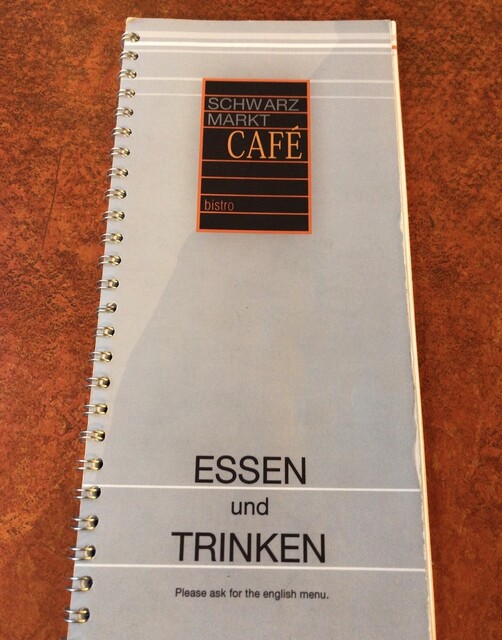 SCHWARZ
MARKT
CAFÉ
bistro
ESSEN
und
TRINKEN
Please ask for the english menu.